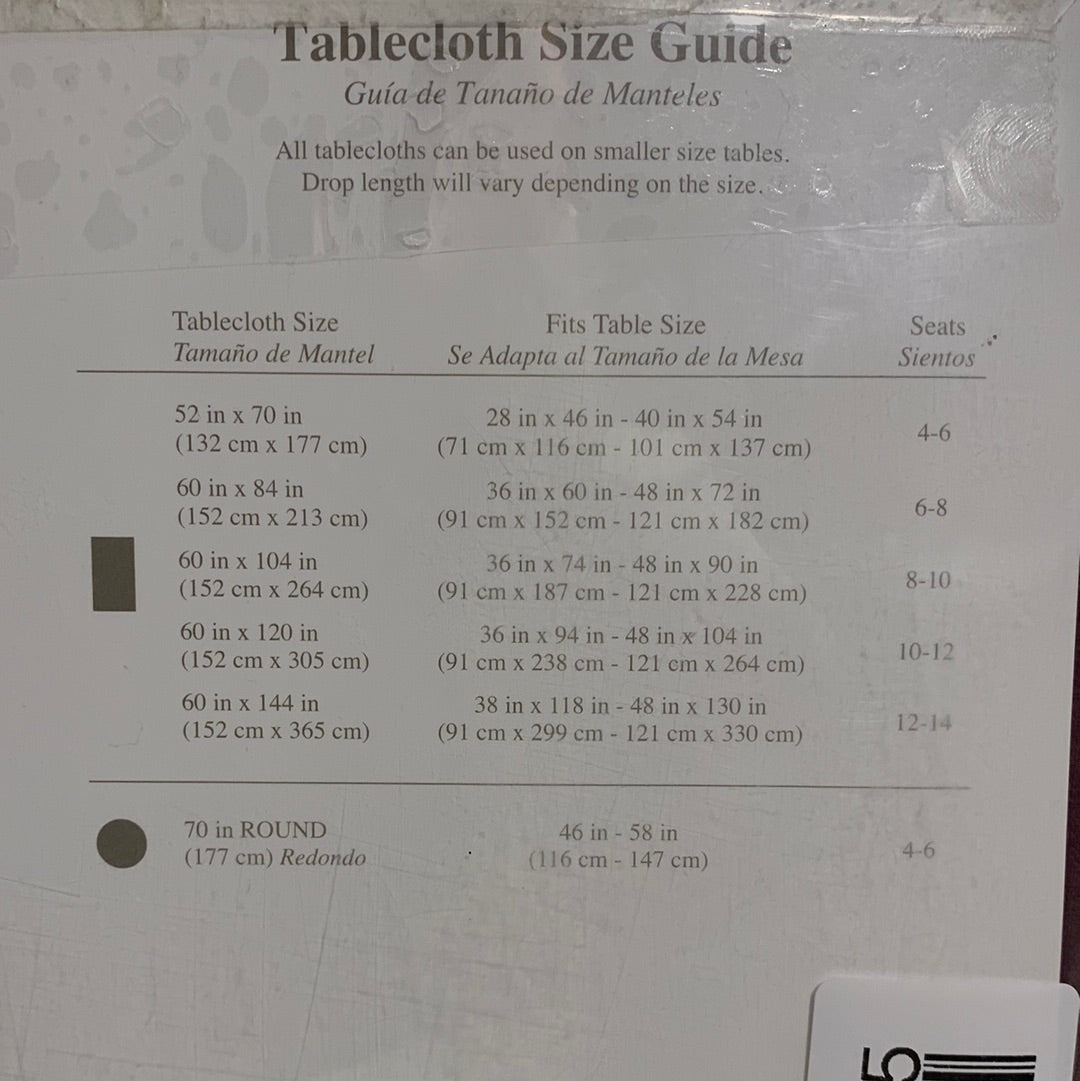 Tablecloth Size Guide
Guía de Tanaño de Manteles
All tablecloths can be used on smaller size tables.
Drop length will vary depending on the size.
Tablecloth Size Fits Table Size Seats
Tamaño de Mantel Se Adapta al Tamaño de la Mesa Sientos
52 in x 70 in 28 in x 46 in - 40 in x 54 in 4-6
(132 cm x 177 cm) (71 cm x 116 cm - 101 cm x 137 cm)
60 in x 84 in 36 in x 60 in - 48 in x 72 in 6-8
(152 cm x 213 cm) (91 cm x 152 cm - 121 cm x 182 cm)
60 in x 104 in 36 in x 74 in - 48 in x 90 in 8-10
(152 cm x 264 cm) (91 cm x 187 cm - 121 cm x 228 cm)
60 in x 120 in 36 in x 94 in - 48 in x 104 in 10-12
(152 cm x 305 cm) (91 cm x 238 cm - 121 cm x 264 cm)
60 in x 144 in 38 in x 118 in - 48 in x 130 in 12-14
(152 cm x 365 cm) (91 cm x 299 cm - 121 cm x 330 cm)
70 in ROUND 46 in - 58 in 4-6
(177 cm) Redondo (116 cm - 147 cm)
5